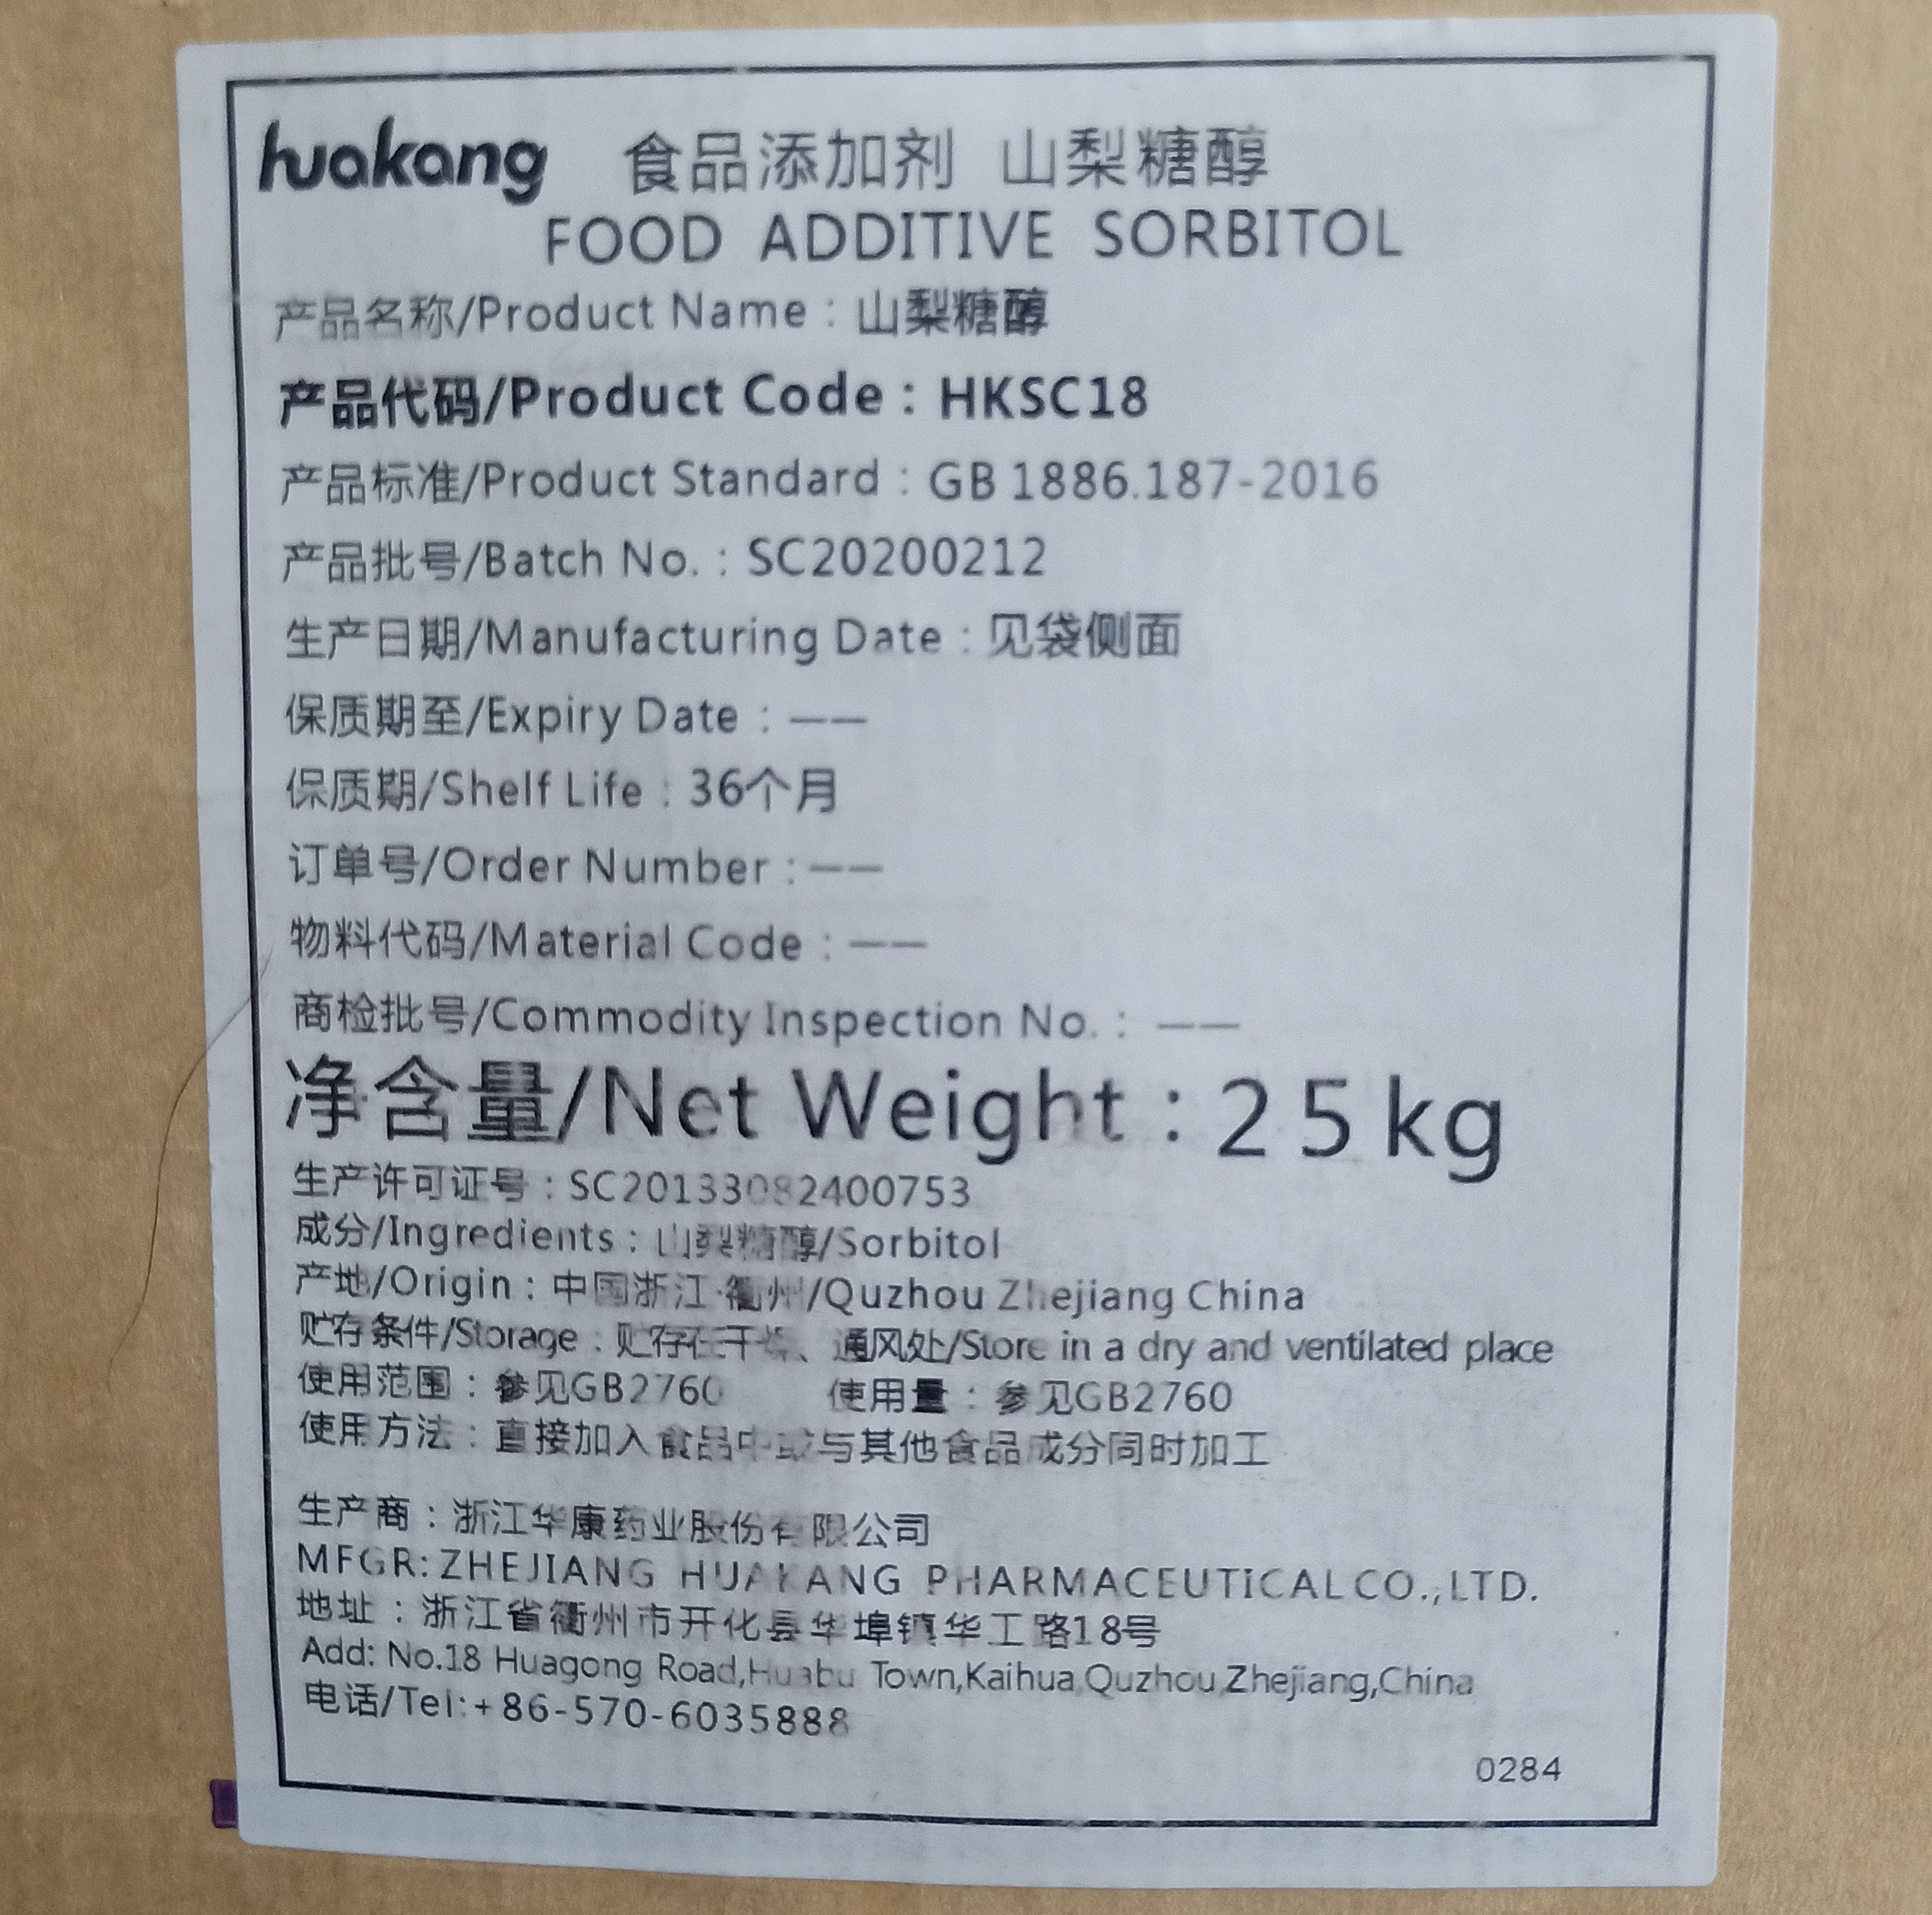 huakang 食品添加剂 山梨糖醇
FOOD ADDITIVE SORBITOL
产品名称/Product Name：山梨糖醇
产品代码/Product Code：HKSC18
产品标准/Product Standard：GB 1886.187-2016
产品批号/Batch No.：SC20200212
生产日期/Manufacturing Date：见袋侧面
保质期至/Expiry Date：——
保质期/Shelf Life：36个月
订单号/Order Number：——
物料代码/Material Code：——
商检批号/Commodity Inspection No.：——
净含量/Net Weight：25kg
生产许可证号：SC20133082400753
成分/Ingredients：山梨糖醇/Sorbitol
产地/Origin：中国浙江·衢州/Quzhou Zhejiang China
贮存条件/Storage：贮存在干燥、通风处/Store in a dry and ventilated place
使用范围：参见GB2760 使用量：参见GB2760
使用方法：直接加入食品中或与其他食品成分同时加工
生产商：浙江华康药业股份有限公司
MFGR: ZHEJIANG HUAKANG PHARMACEUTICAL CO.,LTD.
地址：浙江省衢州市开化县华埠镇华工路18号
Add: No.18 Huagong Road,Huabu Town,Kaihua,Quzhou,Zhejiang,China
电话/Tel:+86-570-6035888
0284